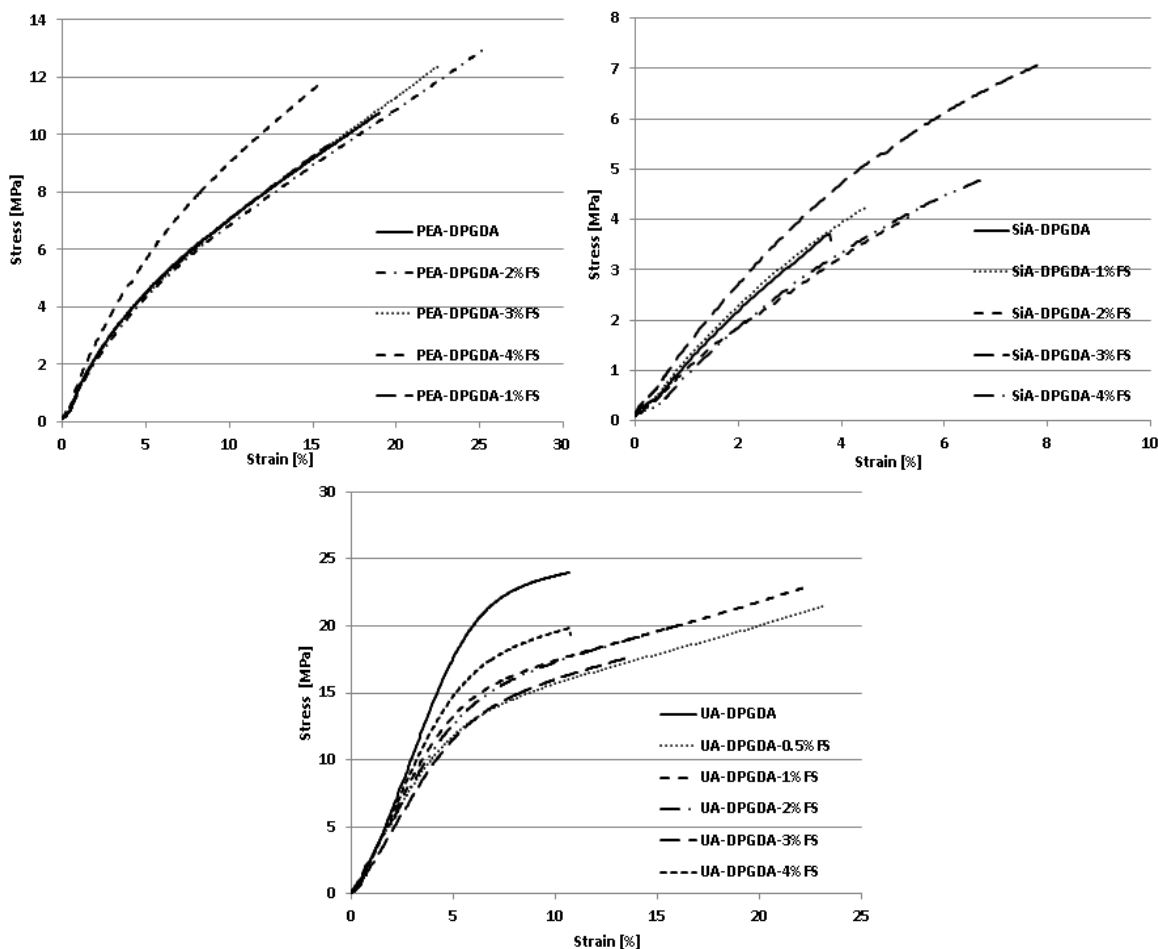 14
12
10
8
6
4
2
0
Stress [MPa]
0 5 10 15 20 25 30
Strain [%]
PEA-DPGDA
PEA-DPGDA-2%FS
PEA-DPGDA-3%FS
PEA-DPGDA-4%FS
PEA-DPGDA-1%FS
8
7
6
5
4
3
2
1
0
Stress [MPa]
0 2 4 6 8 10
Strain [%]
SiA-DPGDA
SiA-DPGDA-1%FS
SiA-DPGDA-2%FS
SiA-DPGDA-3%FS
SiA-DPGDA-4%FS
30
25
20
15
10
5
0
Stress [MPa]
0 5 10 15 20 25
Strain [%]
UA-DPGDA
UA-DPGDA-0.5%FS
UA-DPGDA-1%FS
UA-DPGDA-2%FS
UA-DPGDA-3%FS
UA-DPGDA-4%FS